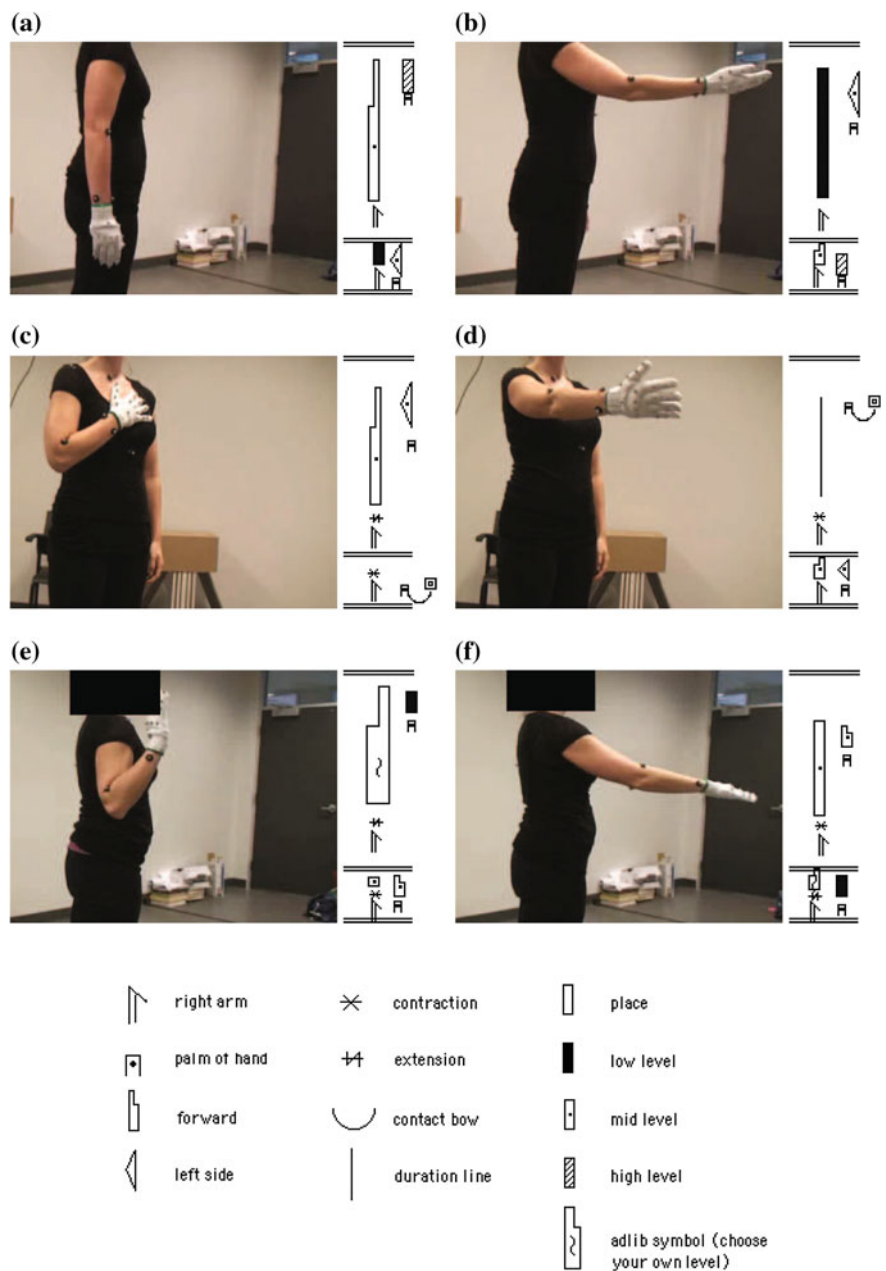 (a)
(b)
(c)
(d)
(e)
(f)
right arm
contraction
place
palm of hand
extension
low level
forward
contact bow
mid level
left side
duration line
high level
adlib symbol (choose
your own level)